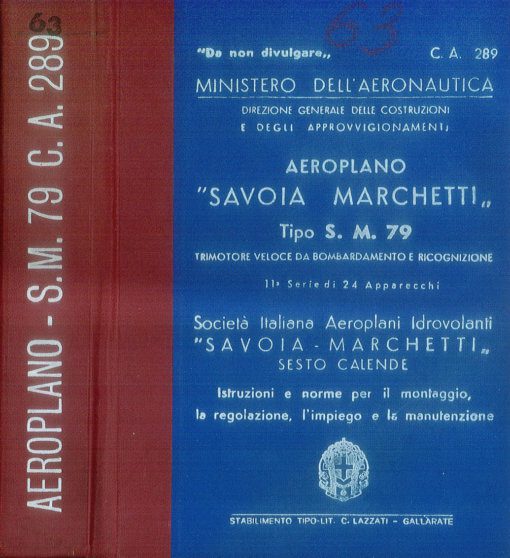 63
AEROPLANO - S.M. 79 C. A. 289
63
"Da non divulgare„
C. A. 289
MINISTERO DELL'AERONAUTICA
DIREZIONE GENERALE DELLE COSTRUZIONI
E DEGLI APPROVVIGIONAMENTI
AEROPLANO
"SAVOIA MARCHETTI„
Tipo S. M. 79
TRIMOTORE VELOCE DA BOMBARDAMENTO E RICOGNIZIONE
11ª Serie di 24 Apparecchi
Società Italiana Aeroplani Idrovolanti
"SAVOIA - MARCHETTI„
SESTO CALENDE
Istruzioni e norme per il montaggio,
la regolazione, l'impiego e la manutenzione
STABILIMENTO TIPO-LIT. C. LAZZATI - GALLARATE